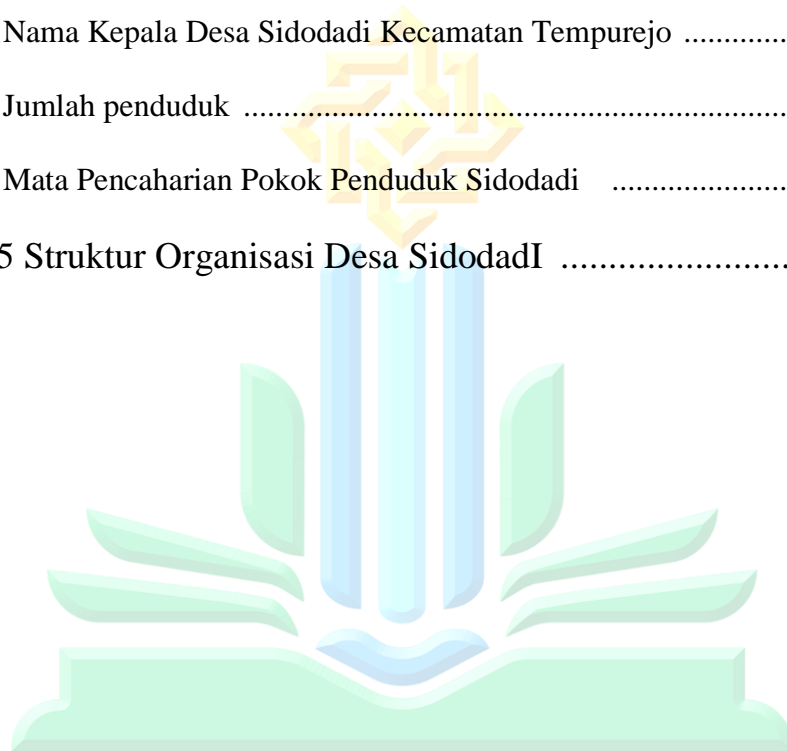 Nama Kepala Desa Sidodadi Kecamatan Tempurejo .............
Jumlah penduduk ....................................................................
Mata Pencaharian Pokok Penduduk Sidodadi ......................
5 Struktur Organisasi Desa SidodadI ........................